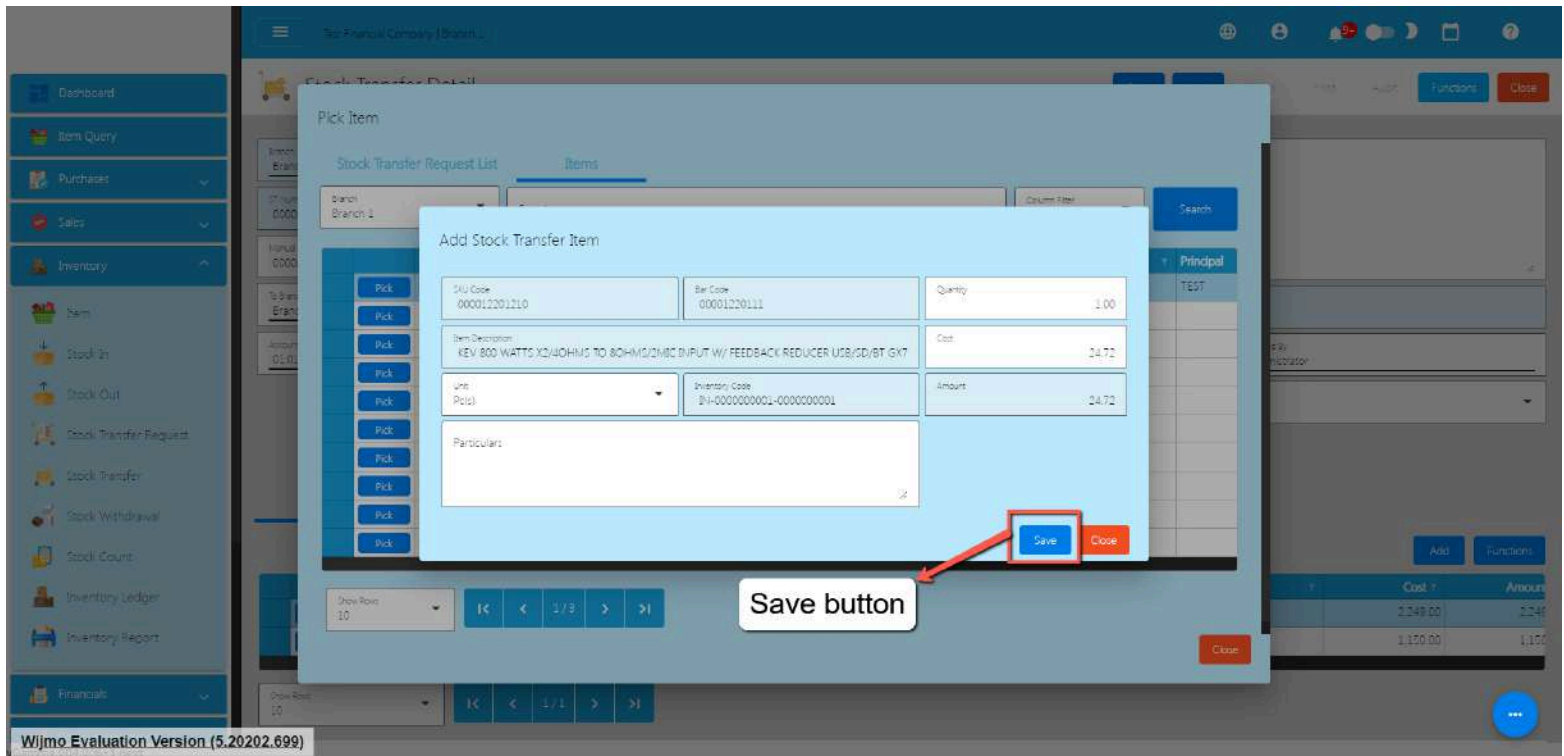 Test Financial Company | Branch 1
9+
Dashboard
Item Query
Purchases
Sales
Inventory
Item
Stock In
Stock Out
Stock Transfer Request
Stock Transfer
Stock Withdrawal
Stock Count
Inventory Ledger
Inventory Report
Financials
Wijmo Evaluation Version (5.20202.699)
Stock Transfer Detail
Functions
Close
Pick Item
Stock Transfer Request List
Items
Branch
Branch 1
Column Filter
Search
Principal
TEST
Pick
Pick
Pick
Pick
Pick
Pick
Pick
Pick
Pick
Pick
Add Stock Transfer Item
SKU Code
000012201210
Bar Code
00001220111
Quantity
1.00
Item Description
KEV 800 WATTS X2/4OHMS TO 8OHMS/2MIC INPUT W/ FEEDBACK REDUCER USB/SD/BT GX7
Cost
24.72
Unit
Pc(s)
Inventory Code
IN-0000000001-0000000001
Amount
24.72
Particulars
Save
Close
Save button
Show Rows
10
1/3
Close
Add
Functions
Cost
Amoun
2,249.00
2,249
1,150.00
1,150
Show Rows
10
1/1